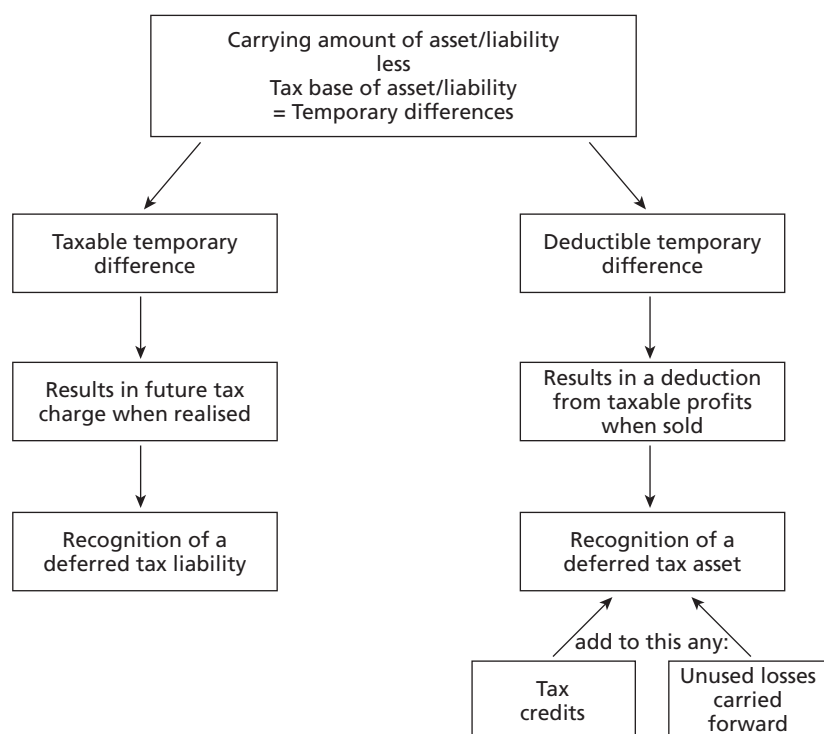 Carrying amount of asset/liability
less
Tax base of asset/liability
= Temporary differences
Taxable temporary
difference
Deductible temporary
difference
Results in future tax
charge when realised
Results in a deduction
from taxable profits
when sold
Recognition of a
deferred tax liability
Recognition of a
deferred tax asset
add to this any:
Tax
credits
Unused losses
carried
forward